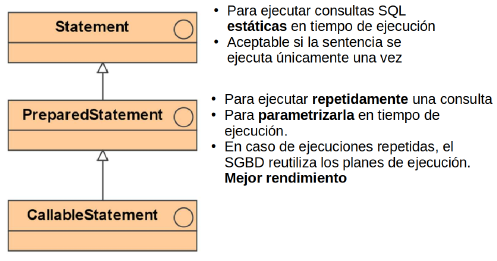 Statement
• Para ejecutar consultas SQL
estáticas en tiempo de ejecución
• Aceptable si la sentencia se
ejecuta únicamente una vez
PreparedStatement
• Para ejecutar repetidamente una consulta
• Para parametrizarla en tiempo de
ejecución.
• En caso de ejecuciones repetidas, el
SGBD reutiliza los planes de ejecución.
Mejor rendimiento
CallableStatement